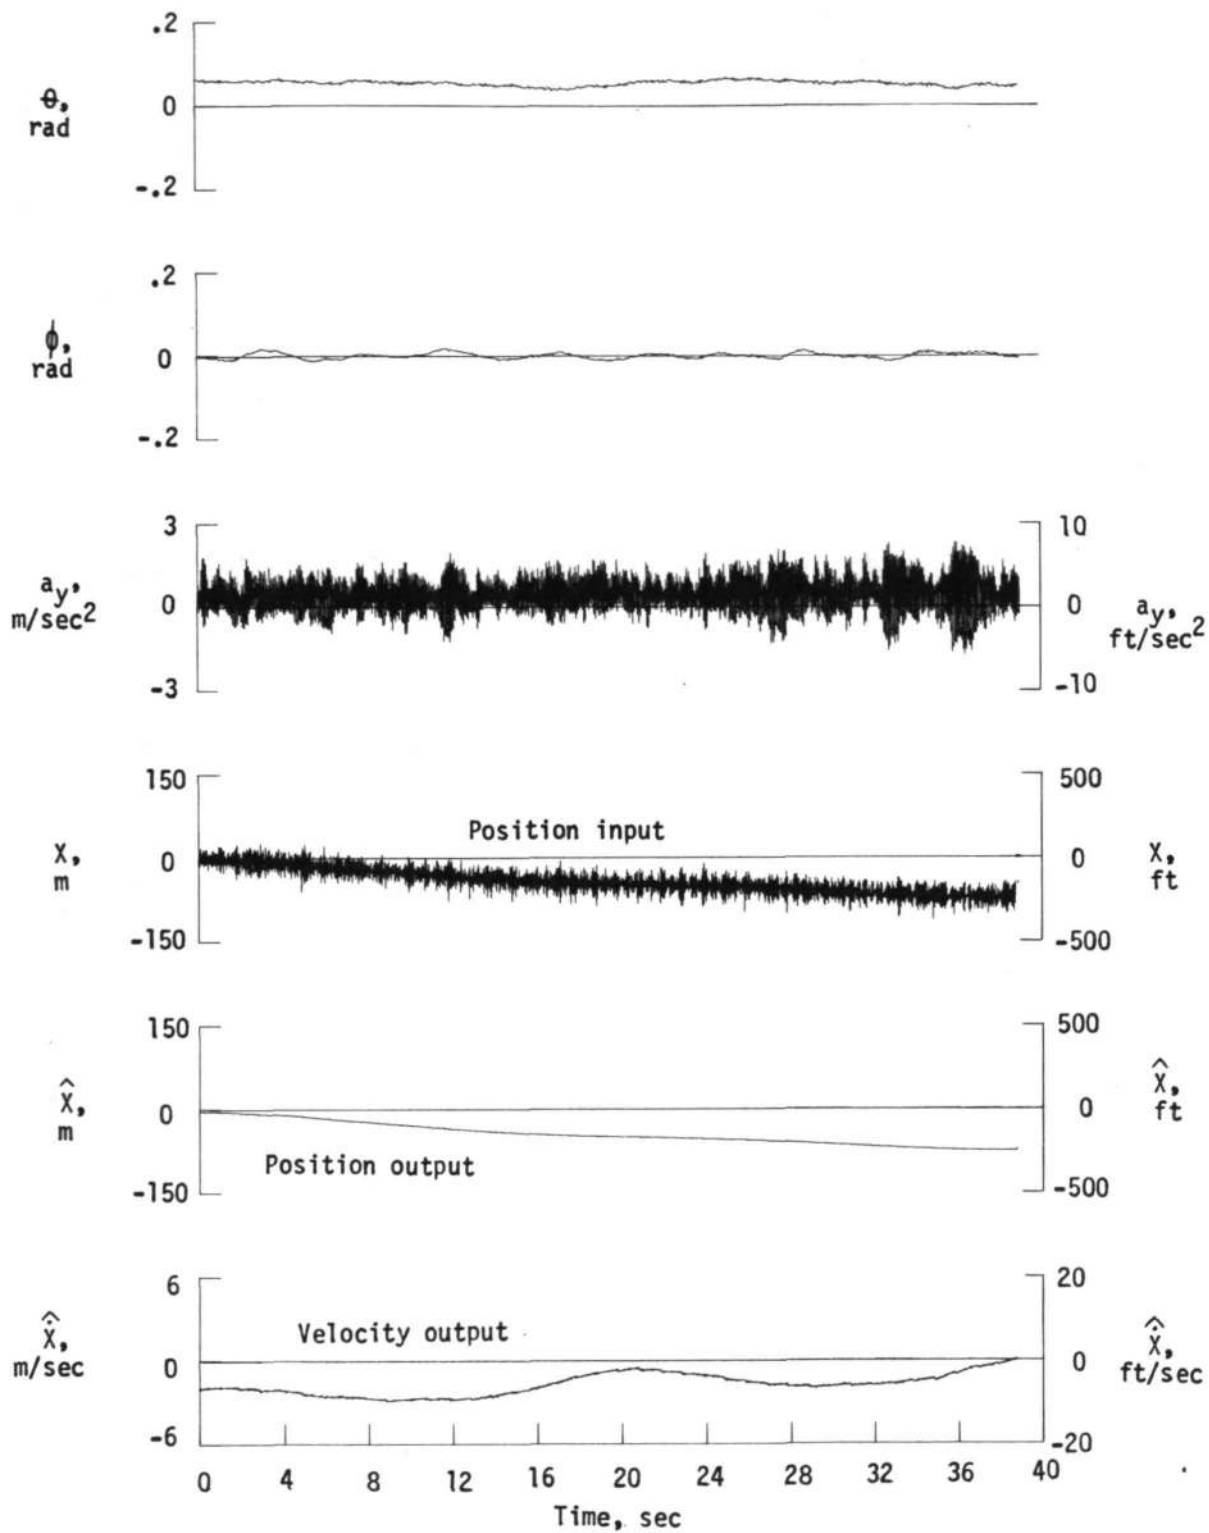 .2
θ,
rad
0
-.2
.2
ϕ,
rad
0
-.2
3
a_y,
m/sec²
0
-3
10
0
a_y,
ft/sec²
-10
150
X,
m
0
-150
Position input
500
0
X,
ft
-500
150
X̂,
m
0
-150
Position output
500
0
X̂,
ft
-500
6
Ẋ̂,
m/sec
0
-6
Velocity output
20
0
Ẋ̂,
ft/sec
-20
0 4 8 12 16 20 24 28 32 36 40
Time, sec